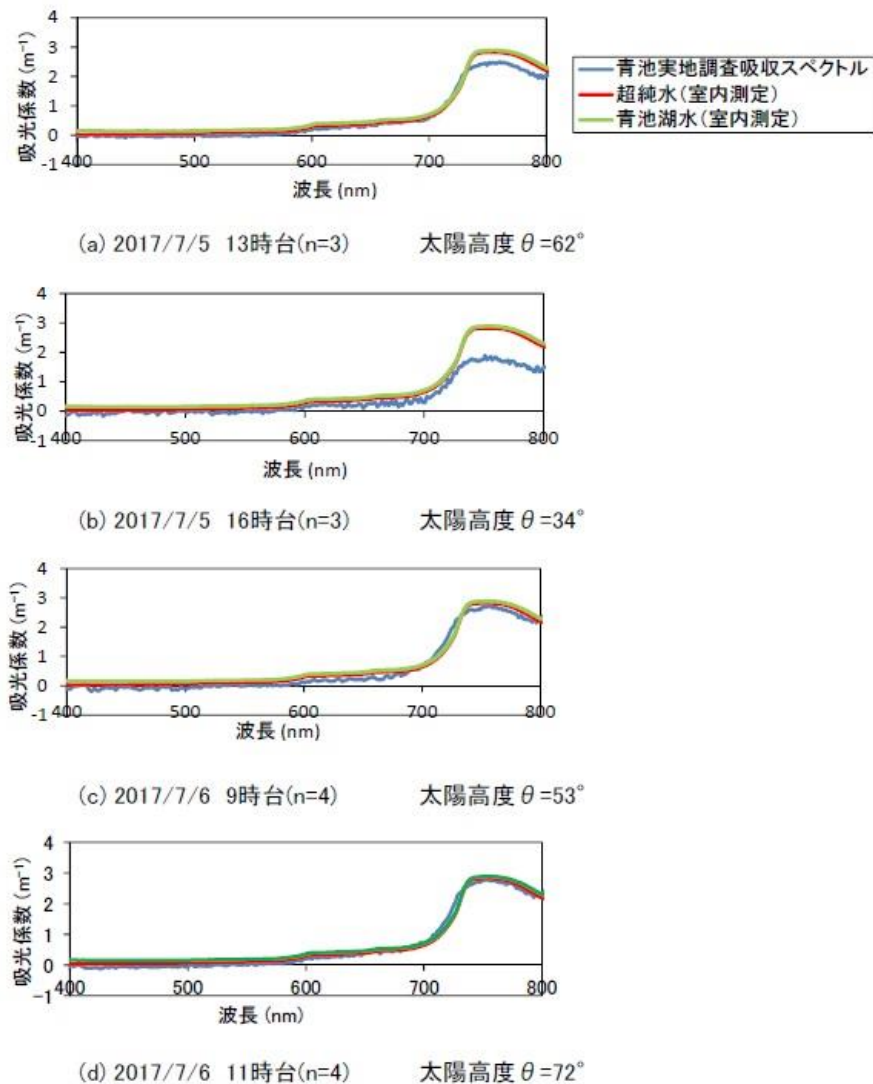 4
3
2
1
0
-1
吸光係数 (m⁻¹)
400 500 600 700 800
波長 (nm)
青池実地調査吸収スペクトル
超純水(室内測定)
青池湖水(室内測定)
(a) 2017/7/5 13時台(n=3) 太陽高度θ=62°
4
3
2
1
0
-1
吸光係数 (m⁻¹)
400 500 600 700 800
波長 (nm)
(b) 2017/7/5 16時台(n=3) 太陽高度θ=34°
4
3
2
1
0
-1
吸光係数 (m⁻¹)
400 500 600 700 800
波長 (nm)
(c) 2017/7/6 9時台(n=4) 太陽高度θ=53°
4
3
2
1
0
-1
吸光係数 (m⁻¹)
400 500 600 700 800
波長 (nm)
(d) 2017/7/6 11時台(n=4) 太陽高度θ=72°